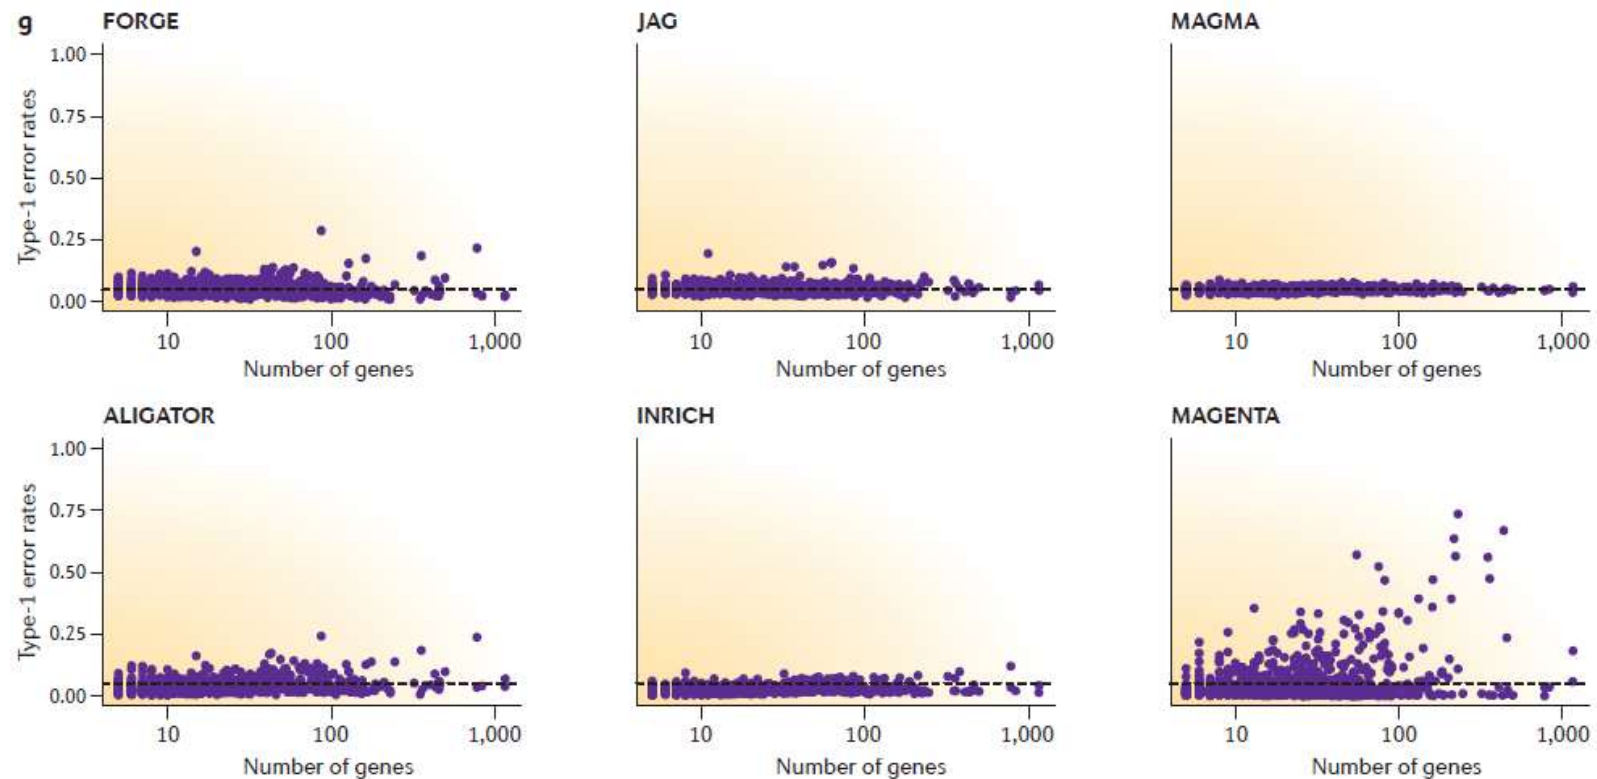 g
FORGE
JAG
MAGMA
Type-1 error rates
1.00
0.75
0.50
0.25
0.00
10 100 1,000
Number of genes
10 100 1,000
Number of genes
10 100 1,000
Number of genes
ALIGATOR
INRICH
MAGENTA
Type-1 error rates
1.00
0.75
0.50
0.25
0.00
10 100 1,000
Number of genes
10 100 1,000
Number of genes
10 100 1,000
Number of genes